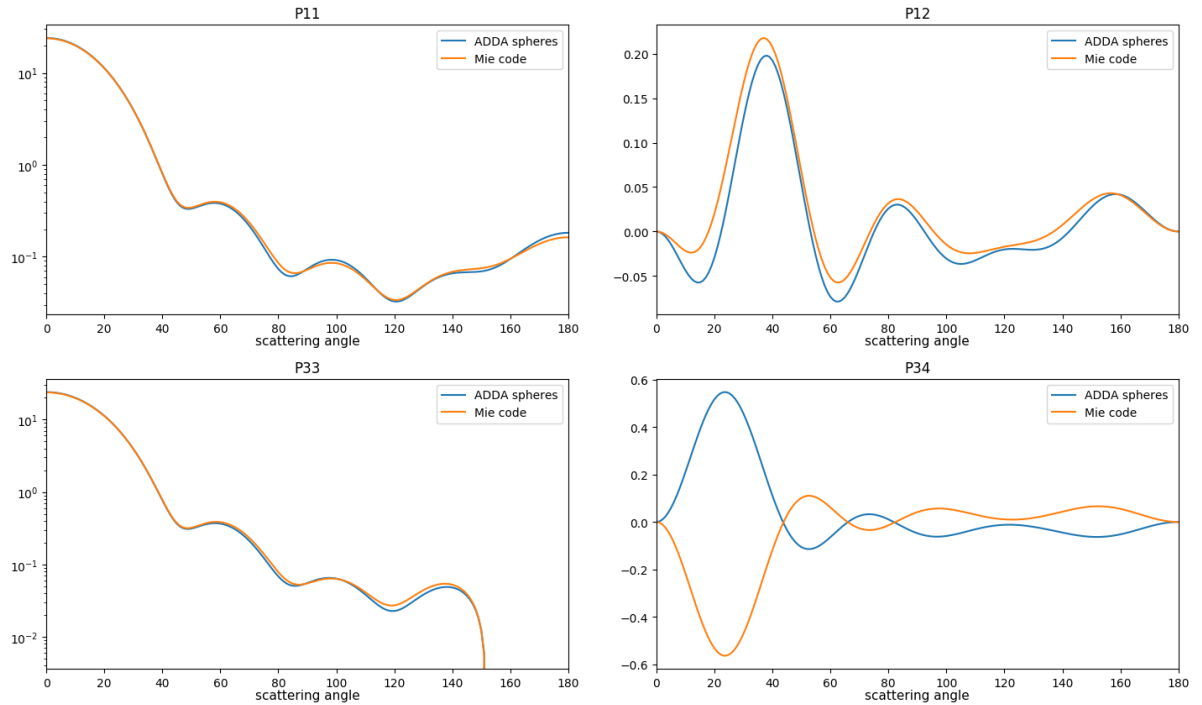 P11
10¹
10⁰
10⁻¹
0 20 40 60 80 100 120 140 160 180
scattering angle
ADDA spheres
Mie code
P12
0.20
0.15
0.10
0.05
0.00
−0.05
0 20 40 60 80 100 120 140 160 180
scattering angle
ADDA spheres
Mie code
P33
10¹
10⁰
10⁻¹
10⁻²
0 20 40 60 80 100 120 140 160 180
scattering angle
ADDA spheres
Mie code
P34
0.6
0.4
0.2
0.0
−0.2
−0.4
−0.6
0 20 40 60 80 100 120 140 160 180
scattering angle
ADDA spheres
Mie code